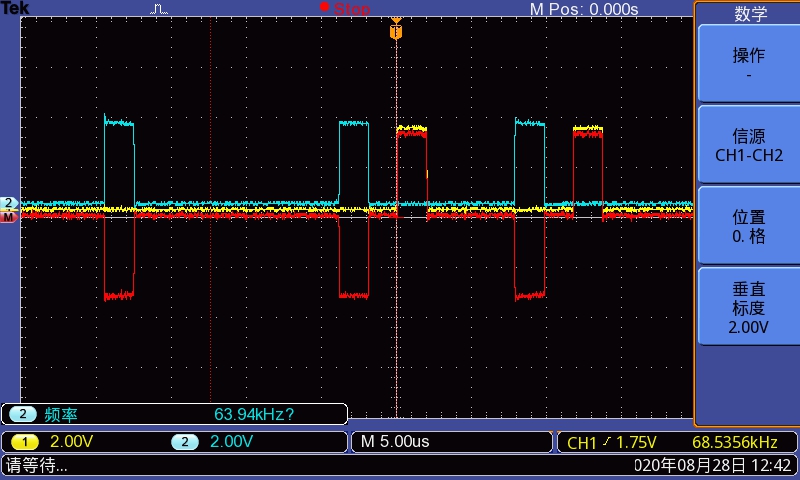 Tek
Stop
M Pos: 0.000s
数学
操作
-
信源
CH1-CH2
位置
0. 格
垂直
标度
2.00V
T
2
M
2 频率 63.94kHz?
1 2.00V 2 2.00V M 5.00us CH1 1.75V 68.5356kHz
请等待... 020年08月28日 12:42